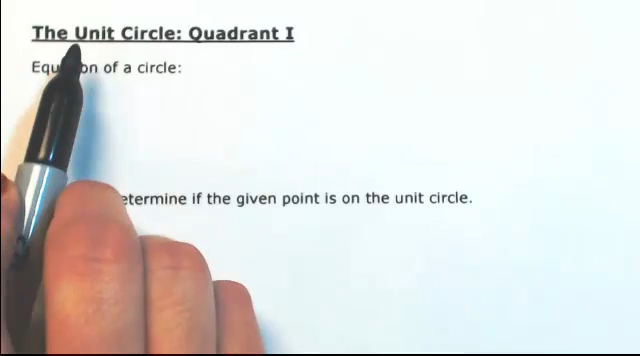 The Unit Circle: Quadrant I
of a circle:
if the given point is on the unit circle.